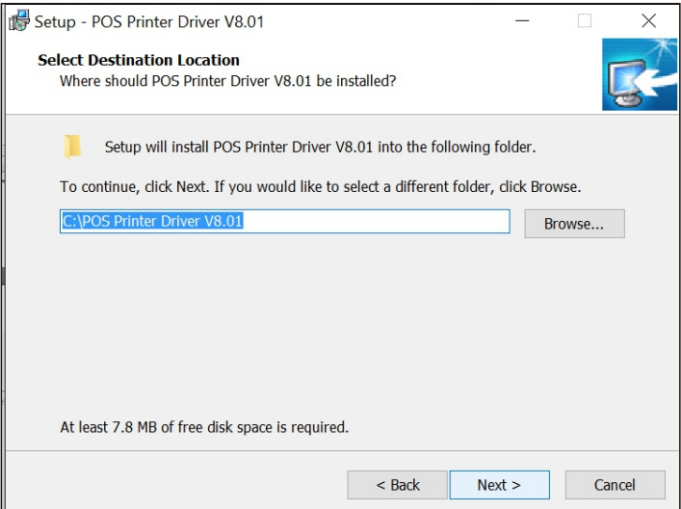 Setup - POS Printer Driver V8.01
Select Destination Location
Where should POS Printer Driver V8.01 be installed?
Setup will install POS Printer Driver V8.01 into the following folder.
To continue, click Next. If you would like to select a different folder, click Browse.
C:\POS Printer Driver V8.01
Browse...
At least 7.8 MB of free disk space is required.
< Back
Next >
Cancel